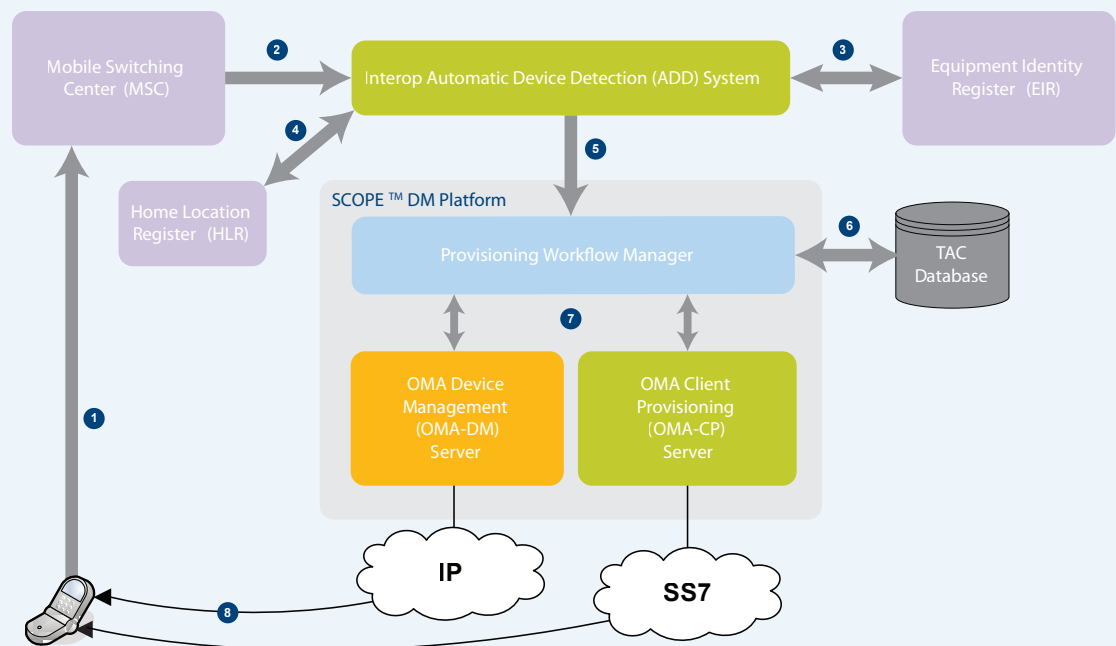 Mobile Switching
Center (MSC)
2
Interop Automatic Device Detection (ADD) System
3
Equipment Identity
Register (EIR)
4
5
Home Location
Register (HLR)
SCOPE ™ DM Platform
Provisioning Workflow Manager
6
TAC
Database
7
OMA Device
Management
(OMA-DM)
Server
OMA Client
Provisioning
(OMA-CP)
Server
1
IP
SS7
8